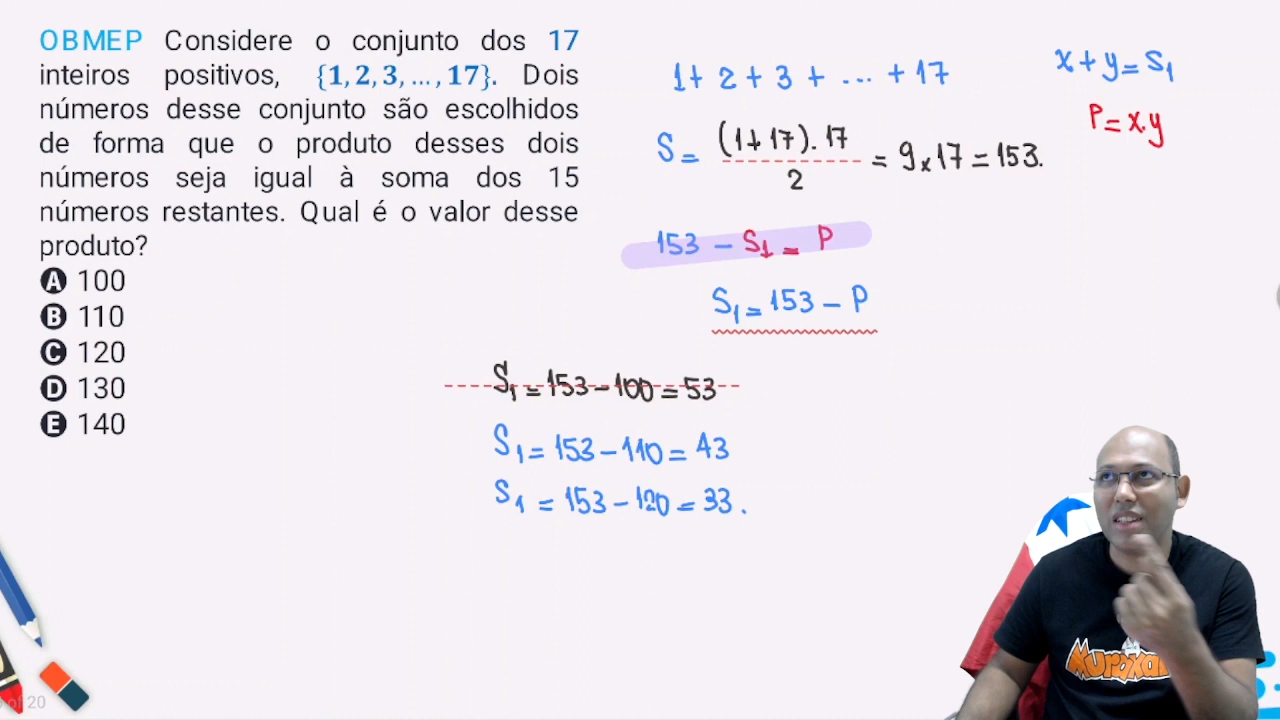 OBMEP Considere o conjunto dos 17
inteiros positivos, {1, 2, 3, ..., 17}. Dois
números desse conjunto são escolhidos
de forma que o produto desses dois
números seja igual à soma dos 15
números restantes. Qual é o valor desse
produto?
A 100
B 110
C 120
D 130
E 140
1 + 2 + 3 + ... + 17
S = (1+17).17 / 2 = 9 x 17 = 153.
153 - S₁ = P
S₁ = 153 - P
S₁ = 153 - 100 = 53
S₁ = 153 - 110 = 43
S₁ = 153 - 120 = 33.
x + y = S₁
P = x.y
of 20